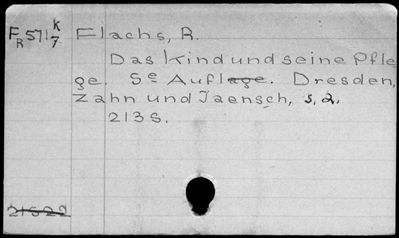 F 571 K Flachs, R.
R 7
Das Kind und seine Pfle
ge. 5e Auflage. Dresden,
Zahn und Jaensch, s.a.
213 S.
21522